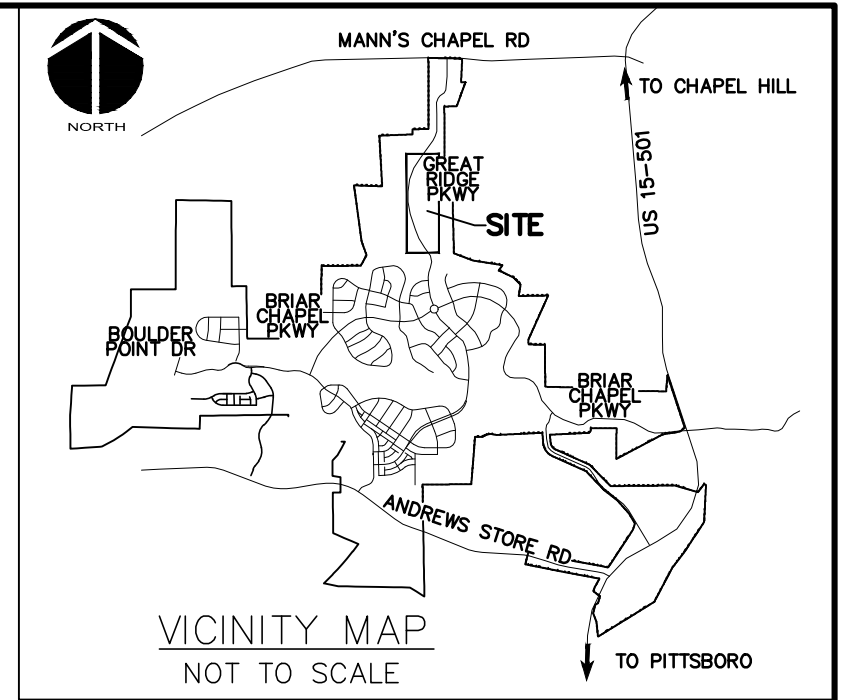 MANN'S CHAPEL RD
TO CHAPEL HILL
NORTH
US 15-501
GREAT
RIDGE
PKWY
SITE
BRIAR
CHAPEL
PKWY
BOULDER
POINT DR
BRIAR
CHAPEL
PKWY
ANDREWS STORE RD
VICINITY MAP
NOT TO SCALE
TO PITTSBORO